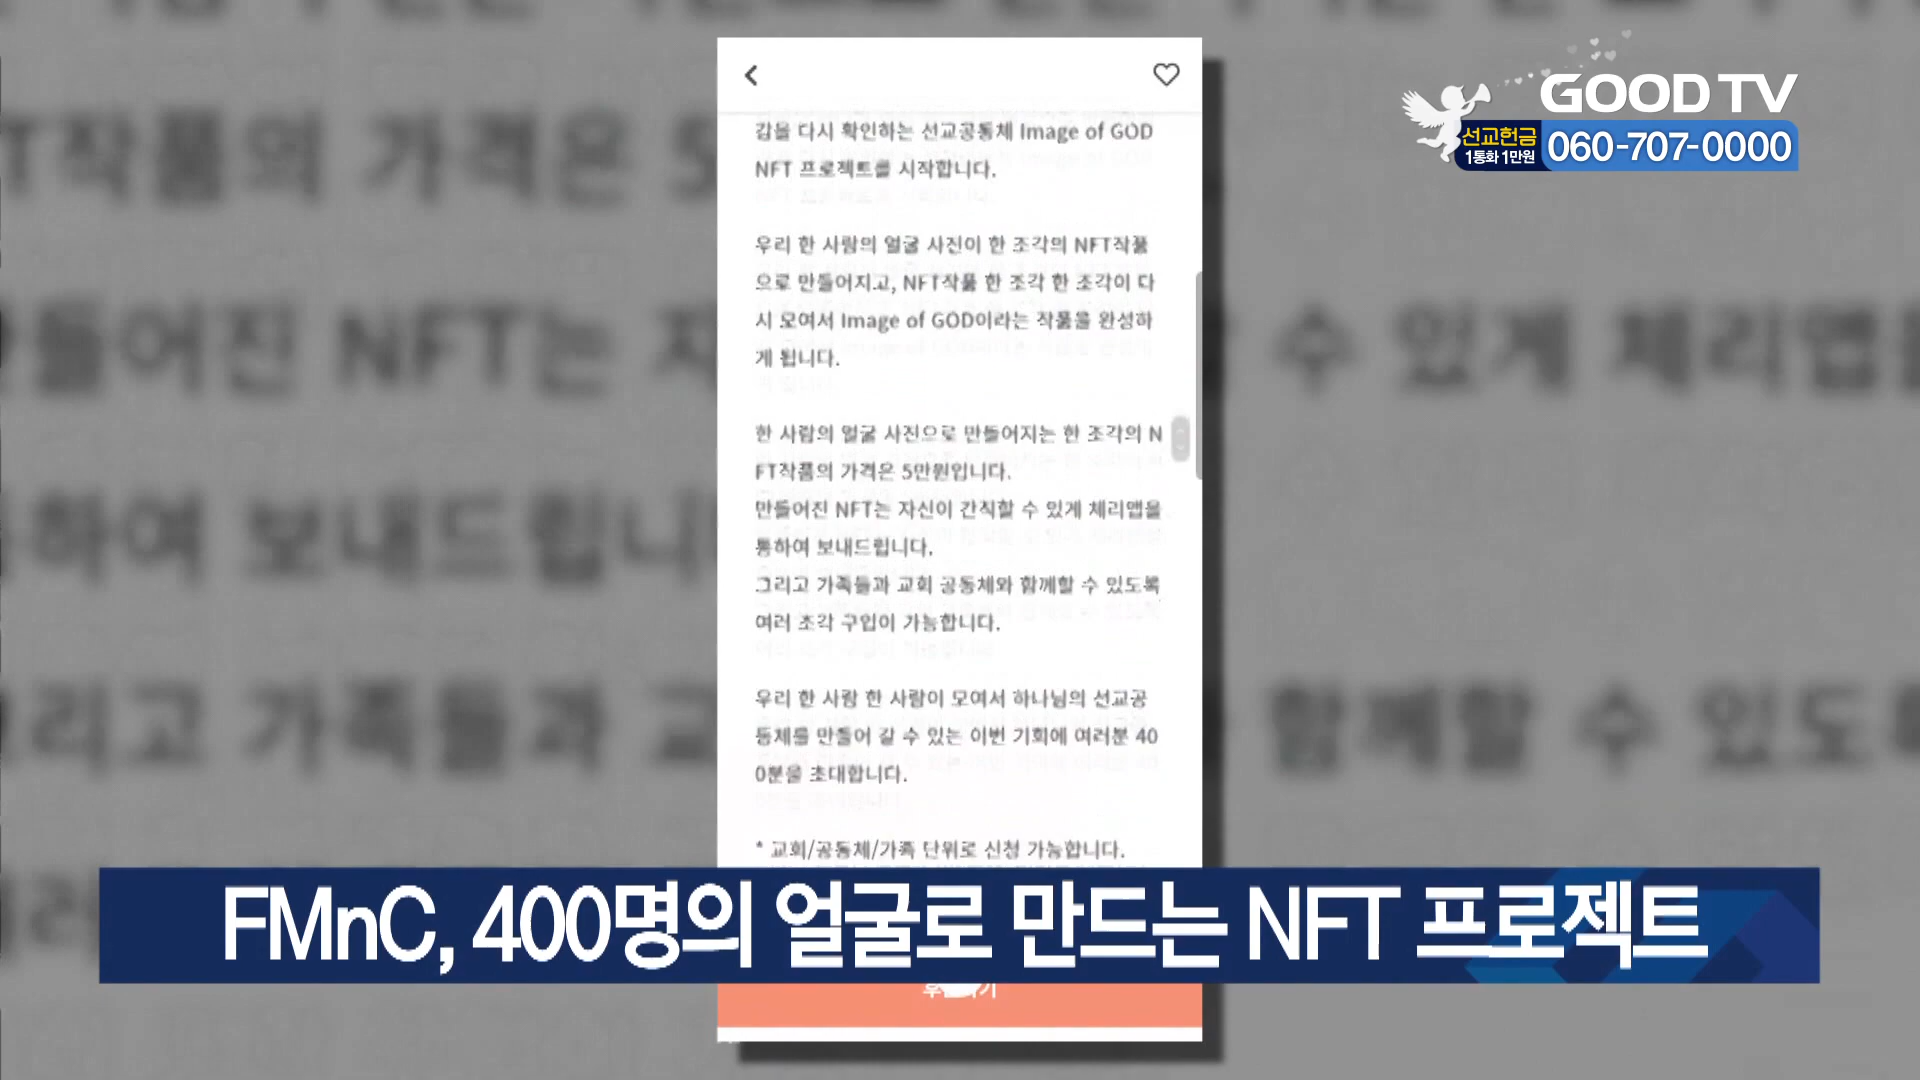 GOOD TV
선교헌금
1통화 1만원
060-707-0000
감을 다시 확인하는 선교공동체 Image of GOD
NFT 프로젝트를 시작합니다.
우리 한 사람의 얼굴 사진이 한 조각의 NFT작품
으로 만들어지고, NFT작품 한 조각 한 조각이 다
시 모여서 Image of GOD이라는 작품을 완성하
게 됩니다.
한 사람의 얼굴 사진으로 만들어지는 한 조각의 N
FT작품의 가격은 5만원입니다.
만들어진 NFT는 자신이 간직할 수 있게 체리맵을
통하여 보내드립니다.
그리고 가족들과 교회 공동체와 함께할 수 있도록
여러 조각 구입이 가능합니다.
우리 한 사람 한 사람이 모여서 하나님의 선교공
동체를 만들어 갈 수 있는 이번 기회에 여러분 40
0분을 초대합니다.
* 교회/공동체/가족 단위로 신청 가능합니다.
FMnC, 400명의 얼굴로 만드는 NFT 프로젝트